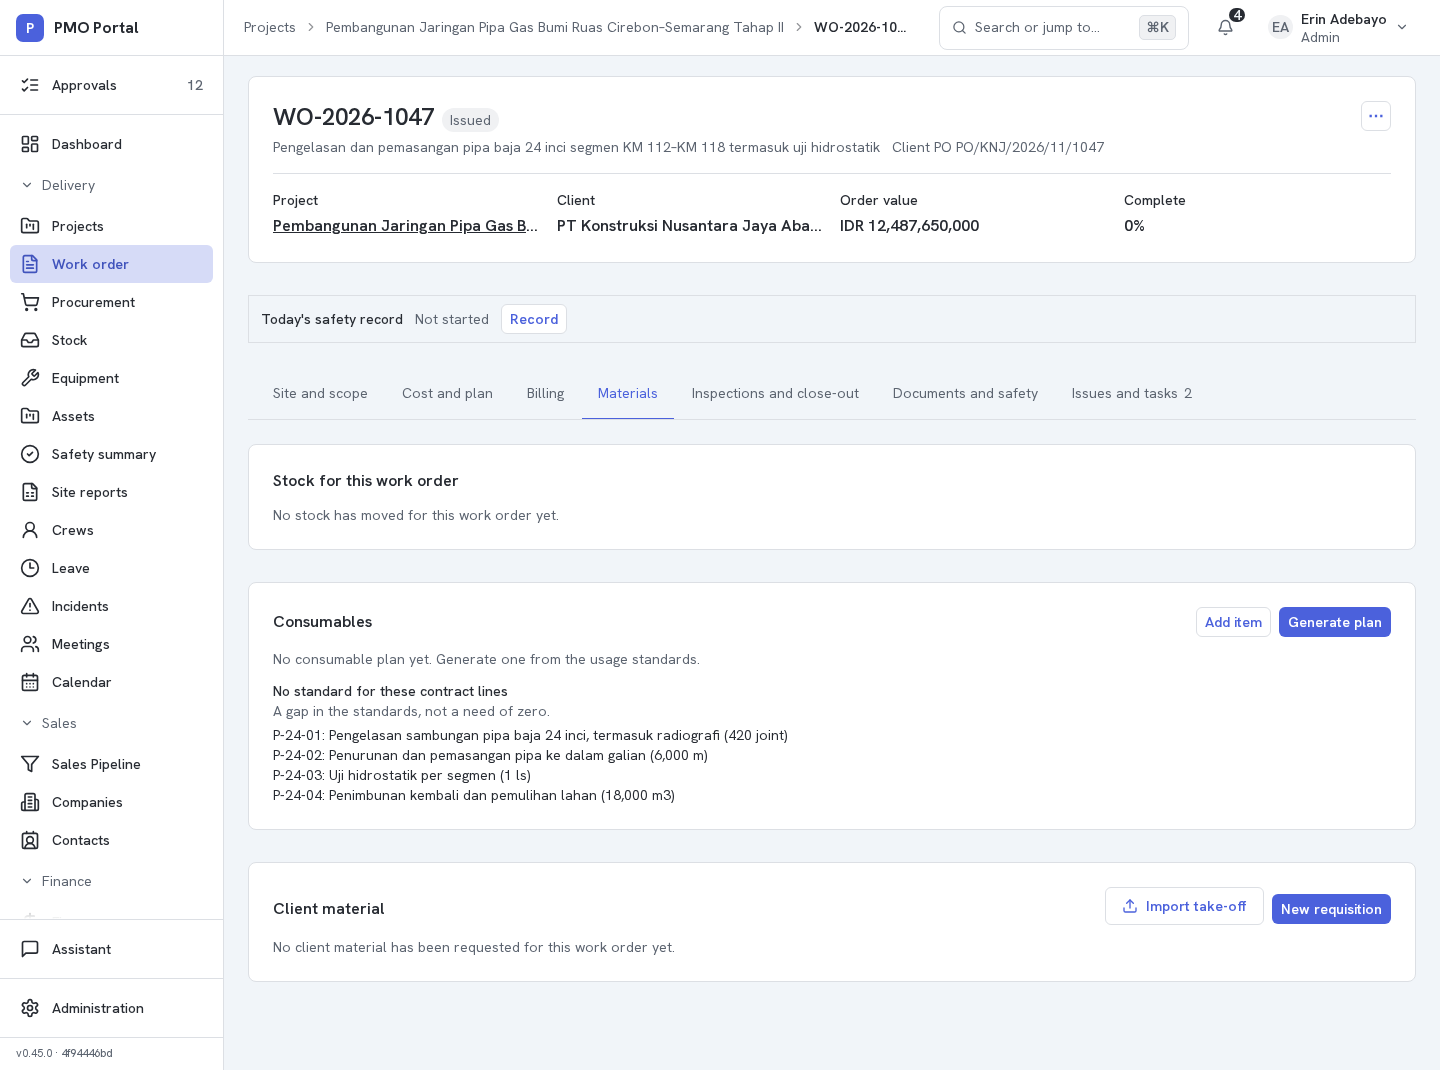 P
PMO Portal
Projects
Pembangunan Jaringan Pipa Gas Bumi Ruas Cirebon–Semarang Tahap II
WO-2026-10...
Search or jump to...
⌘K
4
EA
Erin Adebayo
Admin
Approvals
12
Dashboard
Delivery
Projects
Work order
Procurement
Stock
Equipment
Assets
Safety summary
Site reports
Crews
Leave
Incidents
Meetings
Calendar
Sales
Sales Pipeline
Companies
Contacts
Finance
Assistant
Administration
v0.45.0 · 4f94446bd
WO-2026-1047
Issued
Pengelasan dan pemasangan pipa baja 24 inci segmen KM 112–KM 118 termasuk uji hidrostatik
Client PO PO/KNJ/2026/11/1047
Project
Pembangunan Jaringan Pipa Gas B...
Client
PT Konstruksi Nusantara Jaya Aba...
Order value
IDR 12,487,650,000
Complete
0%
Today's safety record
Not started
Record
Site and scope
Cost and plan
Billing
Materials
Inspections and close-out
Documents and safety
Issues and tasks 2
Stock for this work order
No stock has moved for this work order yet.
Consumables
Add item
Generate plan
No consumable plan yet. Generate one from the usage standards.
No standard for these contract lines
A gap in the standards, not a need of zero.
P-24-01: Pengelasan sambungan pipa baja 24 inci, termasuk radiografi (420 joint)
P-24-02: Penurunan dan pemasangan pipa ke dalam galian (6,000 m)
P-24-03: Uji hidrostatik per segmen (1 ls)
P-24-04: Penimbunan kembali dan pemulihan lahan (18,000 m3)
Client material
Import take-off
New requisition
No client material has been requested for this work order yet.